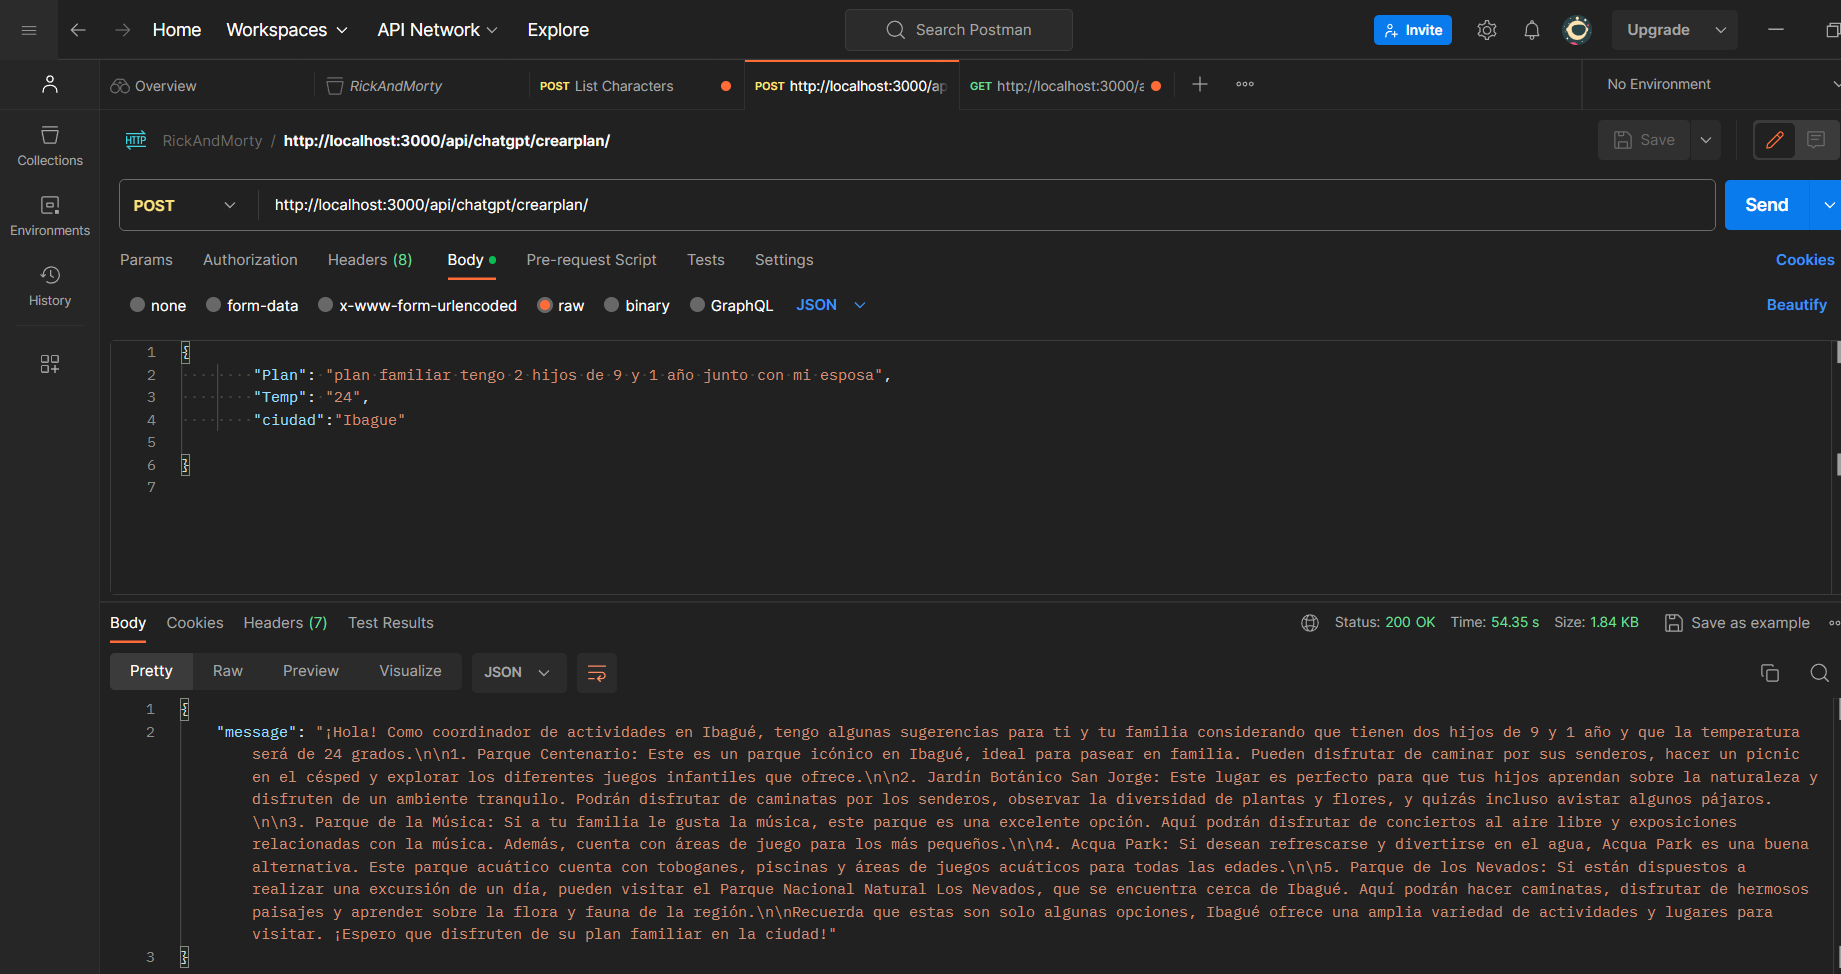 Home Workspaces API Network Explore Search Postman Invite Upgrade
Overview RickAndMorty POST List Characters POST http://localhost:3000/ap GET http://localhost:3000/a No Environment
HTTP RickAndMorty / http://localhost:3000/api/chatgpt/crearplan/ Save
Collections
Environments
History
POST http://localhost:3000/api/chatgpt/crearplan/ Send
Params Authorization Headers (8) Body Pre-request Script Tests Settings Cookies
none form-data x-www-form-urlencoded raw binary GraphQL JSON Beautify
1 {
2 "Plan": "plan familiar tengo 2 hijos de 9 y 1 año junto con mi esposa",
3 "Temp": "24",
4 "ciudad":"Ibague"
5
6 }
7
Body Cookies Headers (7) Test Results Status: 200 OK Time: 54.35 s Size: 1.84 KB Save as example
Pretty Raw Preview Visualize JSON
1 {
2 "message": "¡Hola! Como coordinador de actividades en Ibagué, tengo algunas sugerencias para ti y tu familia considerando que tienen dos hijos de 9 y 1 año y que la temperatura
será de 24 grados.\n\n1. Parque Centenario: Este es un parque icónico en Ibagué, ideal para pasear en familia. Pueden disfrutar de caminar por sus senderos, hacer un picnic
en el césped y explorar los diferentes juegos infantiles que ofrece.\n\n2. Jardín Botánico San Jorge: Este lugar es perfecto para que tus hijos aprendan sobre la naturaleza y
disfruten de un ambiente tranquilo. Podrán disfrutar de caminatas por los senderos, observar la diversidad de plantas y flores, y quizás incluso avistar algunos pájaros.
\n\n3. Parque de la Música: Si a tu familia le gusta la música, este parque es una excelente opción. Aquí podrán disfrutar de conciertos al aire libre y exposiciones
relacionadas con la música. Además, cuenta con áreas de juego para los más pequeños.\n\n4. Acqua Park: Si desean refrescarse y divertirse en el agua, Acqua Park es una buena
alternativa. Este parque acuático cuenta con toboganes, piscinas y áreas de juegos acuáticos para todas las edades.\n\n5. Parque de los Nevados: Si están dispuestos a
realizar una excursión de un día, pueden visitar el Parque Nacional Natural Los Nevados, que se encuentra cerca de Ibagué. Aquí podrán hacer caminatas, disfrutar de hermosos
paisajes y aprender sobre la flora y fauna de la región.\n\nRecuerda que estas son solo algunas opciones, Ibagué ofrece una amplia variedad de actividades y lugares para
visitar. ¡Espero que disfruten de su plan familiar en la ciudad!"
3 }